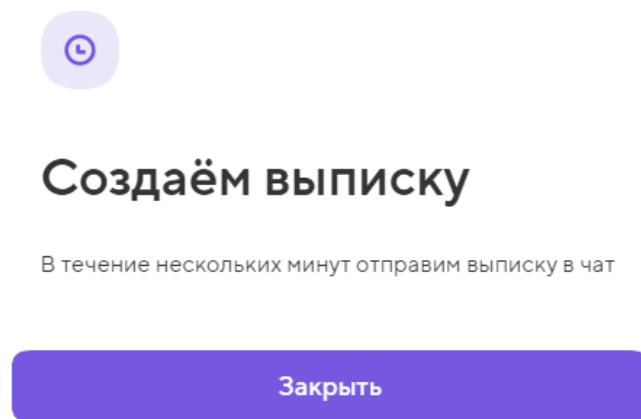 Создаём выписку
В течение нескольких минут отправим выписку в чат
Закрыть